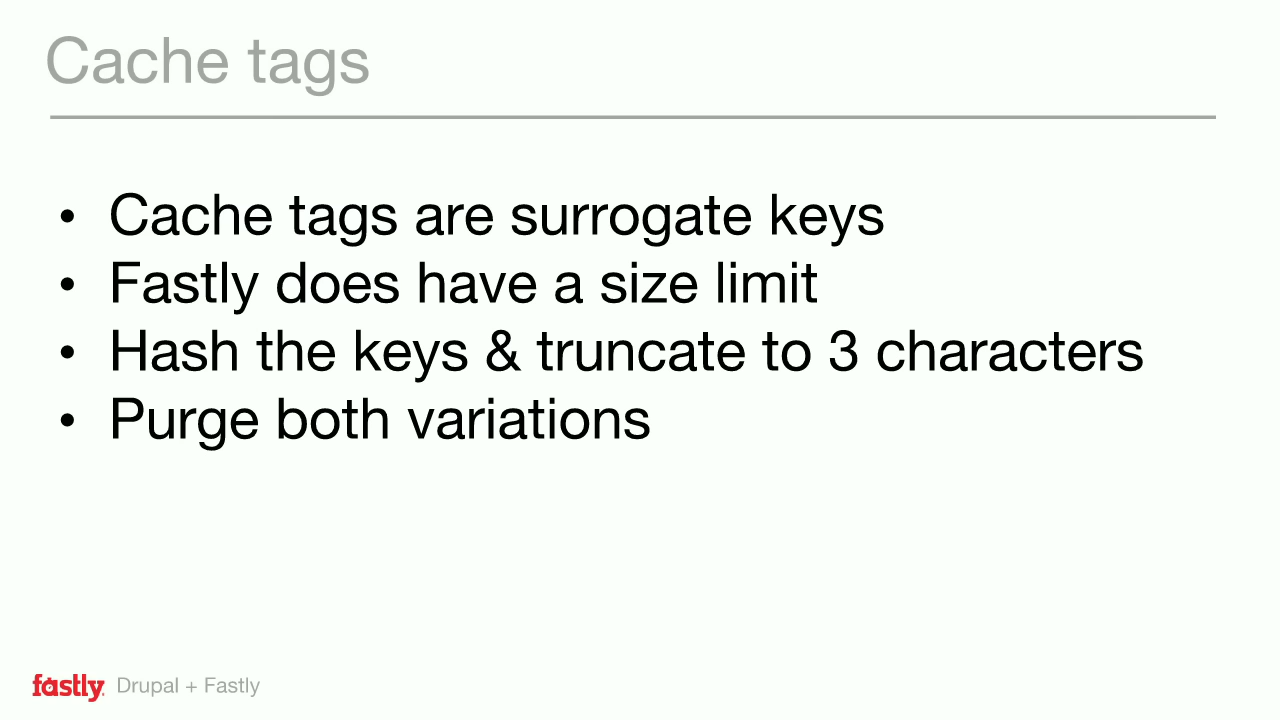 Cache tags
• Cache tags are surrogate keys
• Fastly does have a size limit
• Hash the keys & truncate to 3 characters
• Purge both variations
fastly. Drupal + Fastly